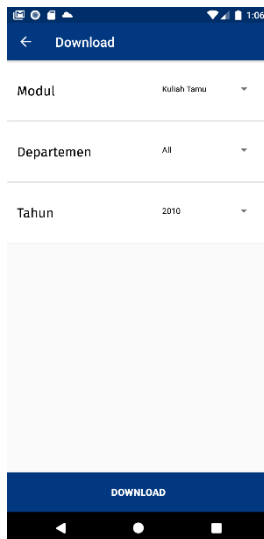 1:06
Download
Modul Kuliah Tamu
Departemen All
Tahun 2010
DOWNLOAD